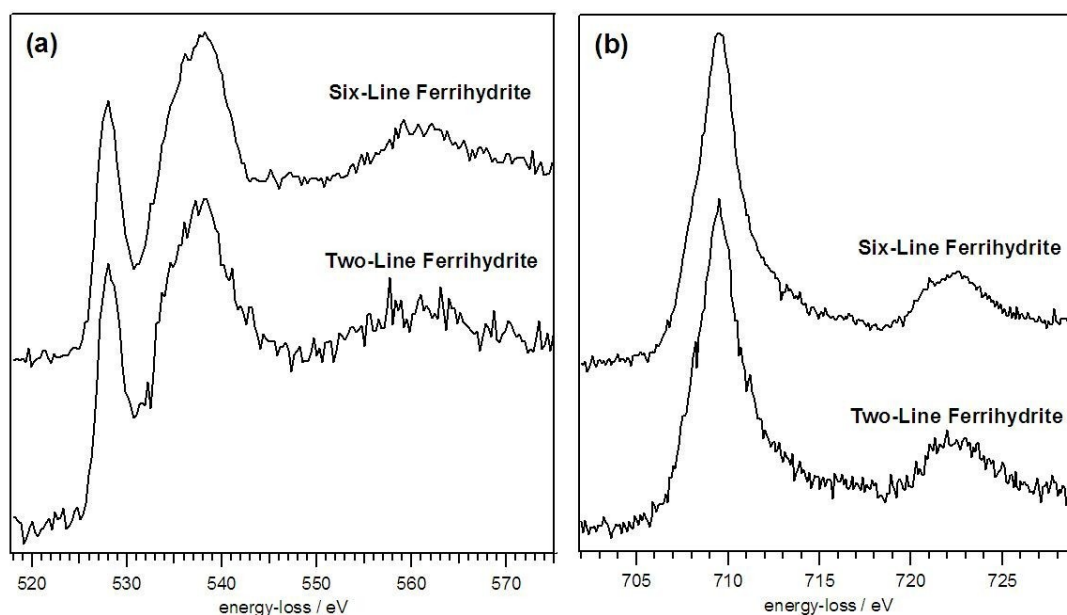 (a)
Six-Line Ferrihydrite
Two-Line Ferrihydrite
520 530 540 550 560 570
energy-loss / eV
(b)
Six-Line Ferrihydrite
Two-Line Ferrihydrite
705 710 715 720 725
energy-loss / eV